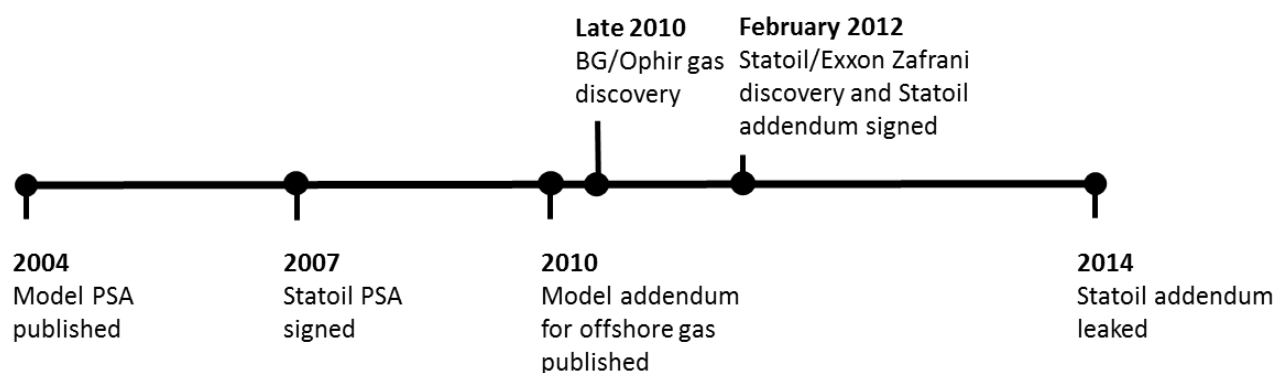 Late 2010
BG/Ophir gas
discovery
February 2012
Statoil/Exxon Zafrani
discovery and Statoil
addendum signed
2004
Model PSA
published
2007
Statoil PSA
signed
2010
Model addendum
for offshore gas
published
2014
Statoil addendum
leaked